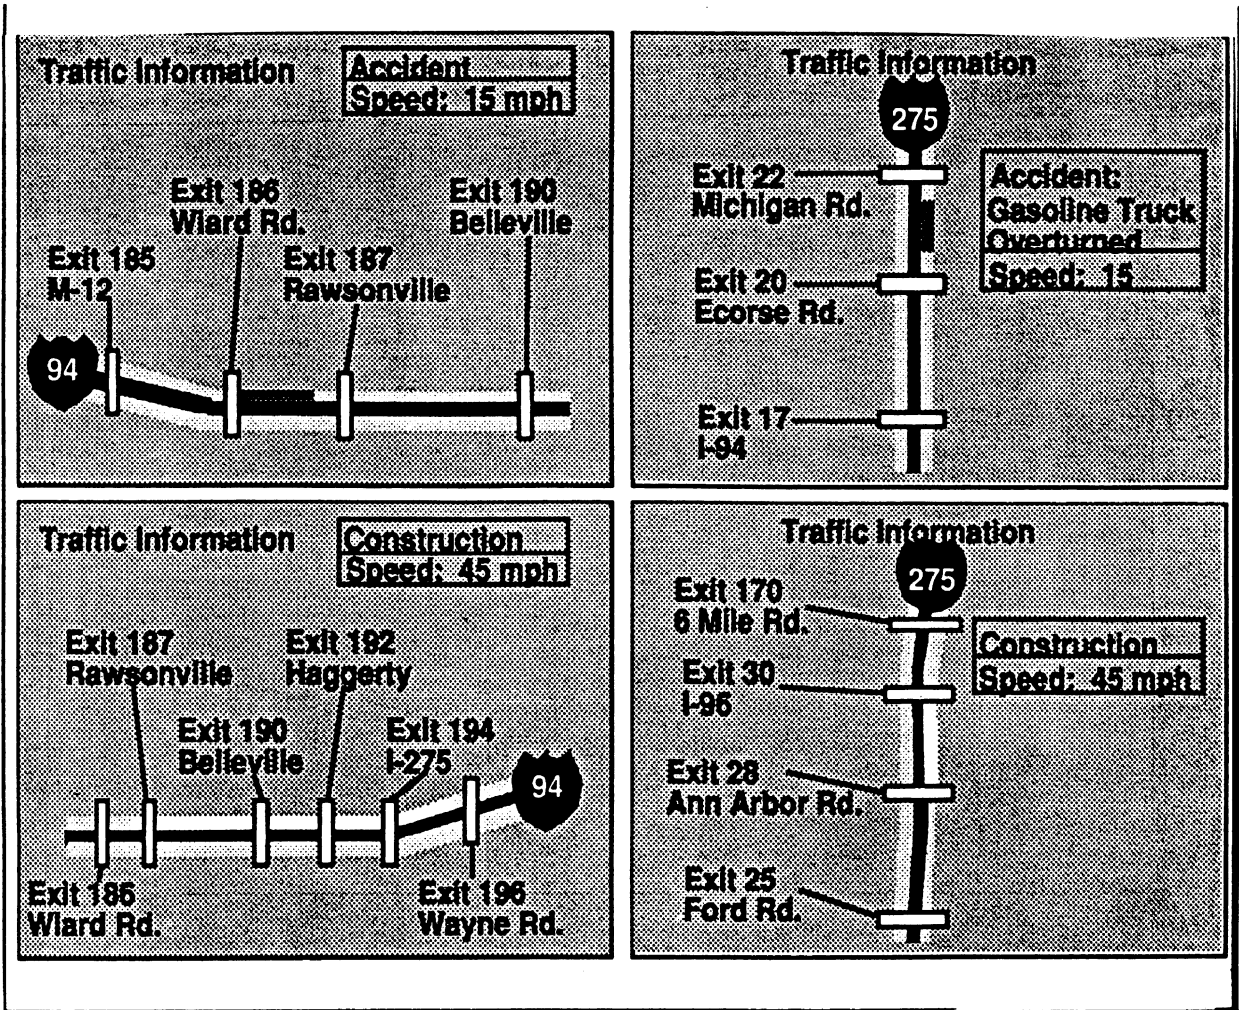 Traffic Information
Accident
Speed: 15 mph
Exit 186
Wiard Rd.
Exit 190
Belleville
Exit 185
M-12
Exit 187
Rawsonville
94
Traffic Information
275
Exit 22
Michigan Rd.
Accident:
Gasoline Truck
Overturned
Speed: 15
Exit 20
Ecorse Rd.
Exit 17
I-94
Traffic Information
Construction
Speed: 45 mph
Exit 187
Rawsonville
Exit 192
Haggerty
Exit 190
Belleville
Exit 194
I-275
94
Exit 186
Wiard Rd.
Exit 196
Wayne Rd.
Traffic Information
275
Exit 170
6 Mile Rd.
Construction
Speed: 45 mph
Exit 30
I-96
Exit 28
Ann Arbor Rd.
Exit 25
Ford Rd.